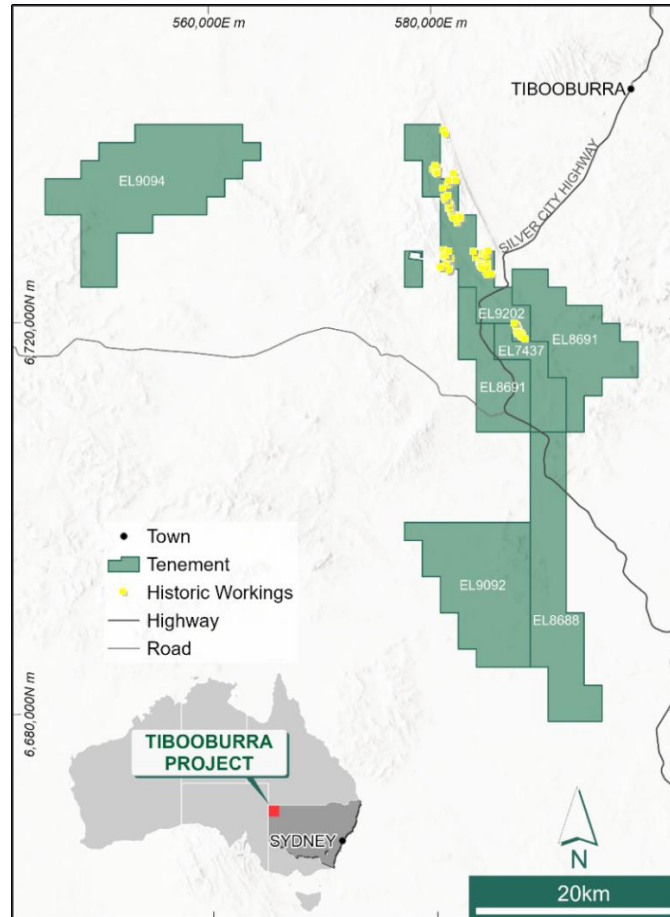 560,000E m
580,000E m
TIBOOBURRA
SILVER CITY HIGHWAY
EL9094
6,720,000N m
EL9202
EL7437
EL8691
EL8691
Town
Tenement
Historic Workings
Highway
Road
EL9092
EL8688
6,680,000N m
TIBOOBURRA
PROJECT
SYDNEY
N
20km